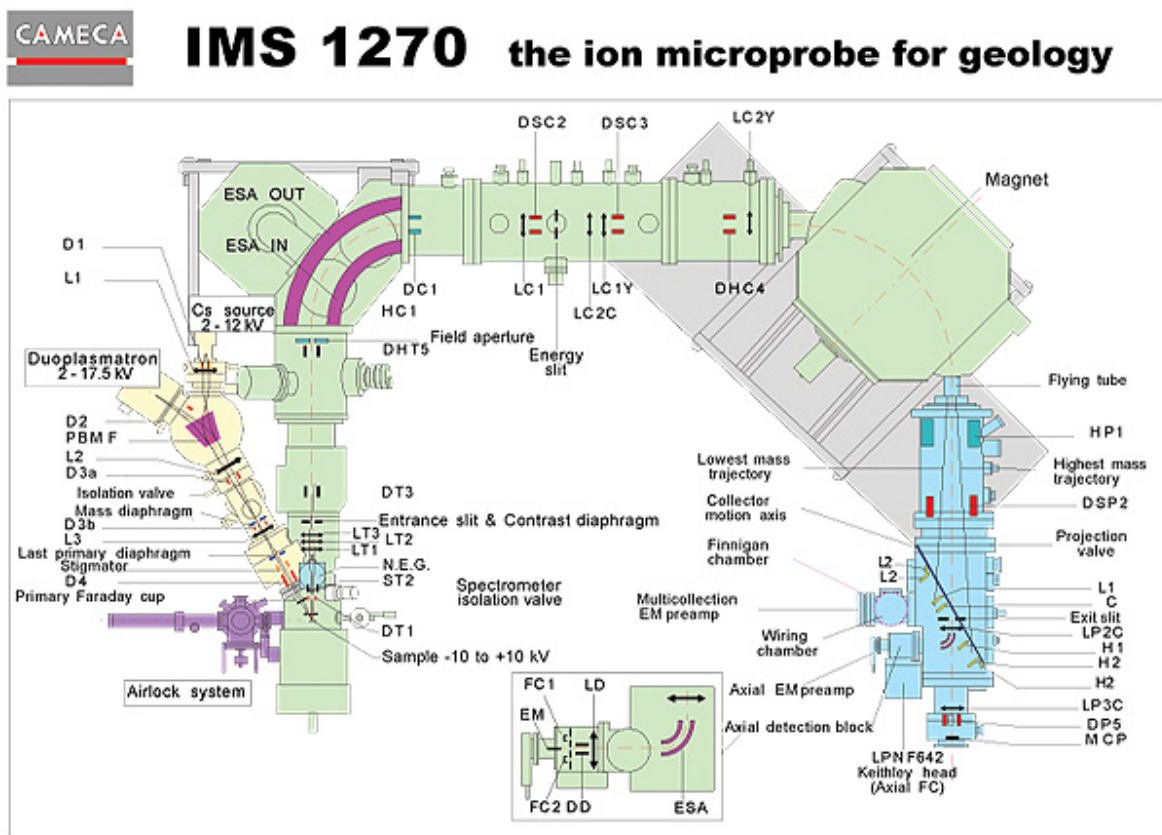 CAMECA
IMS 1270 the ion microprobe for geology
DSC2
DSC3
LC2Y
ESA OUT
ESA IN
Magnet
D1
L1
Cs source
2 - 12 kV
DC1
HC1
LC1
LC1Y
LC2C
DHC4
Duoplasmatron
2 - 17.5 kV
DHT5
Field aperture
Energy
slit
Flying tube
D2
PBMF
L2
D3a
HP1
Isolation valve
Mass diaphragm
D3b
L3
Last primary diaphragm
Stigmator
D4
Primary Faraday cup
DT3
Entrance slit & Contrast diaphragm
LT3
LT2
LT1
N.E.G.
ST2
Spectrometer
isolation valve
DT1
Sample -10 to +10 kV
Airlock system
Lowest mass
trajectory
Highest mass
trajectory
Collector
motion axis
DSP2
Finnigan
chamber
Projection
valve
L2
L2
L1
C
Multicollection
EM preamp
Exit slit
LP2C
Wiring
chamber
H1
H2
H2
Axial EM preamp
LP3C
Axial detection block
DP5
MCP
LPN F642
Keithley head
(Axial FC)
FC1
LD
EM
FC2
DD
ESA